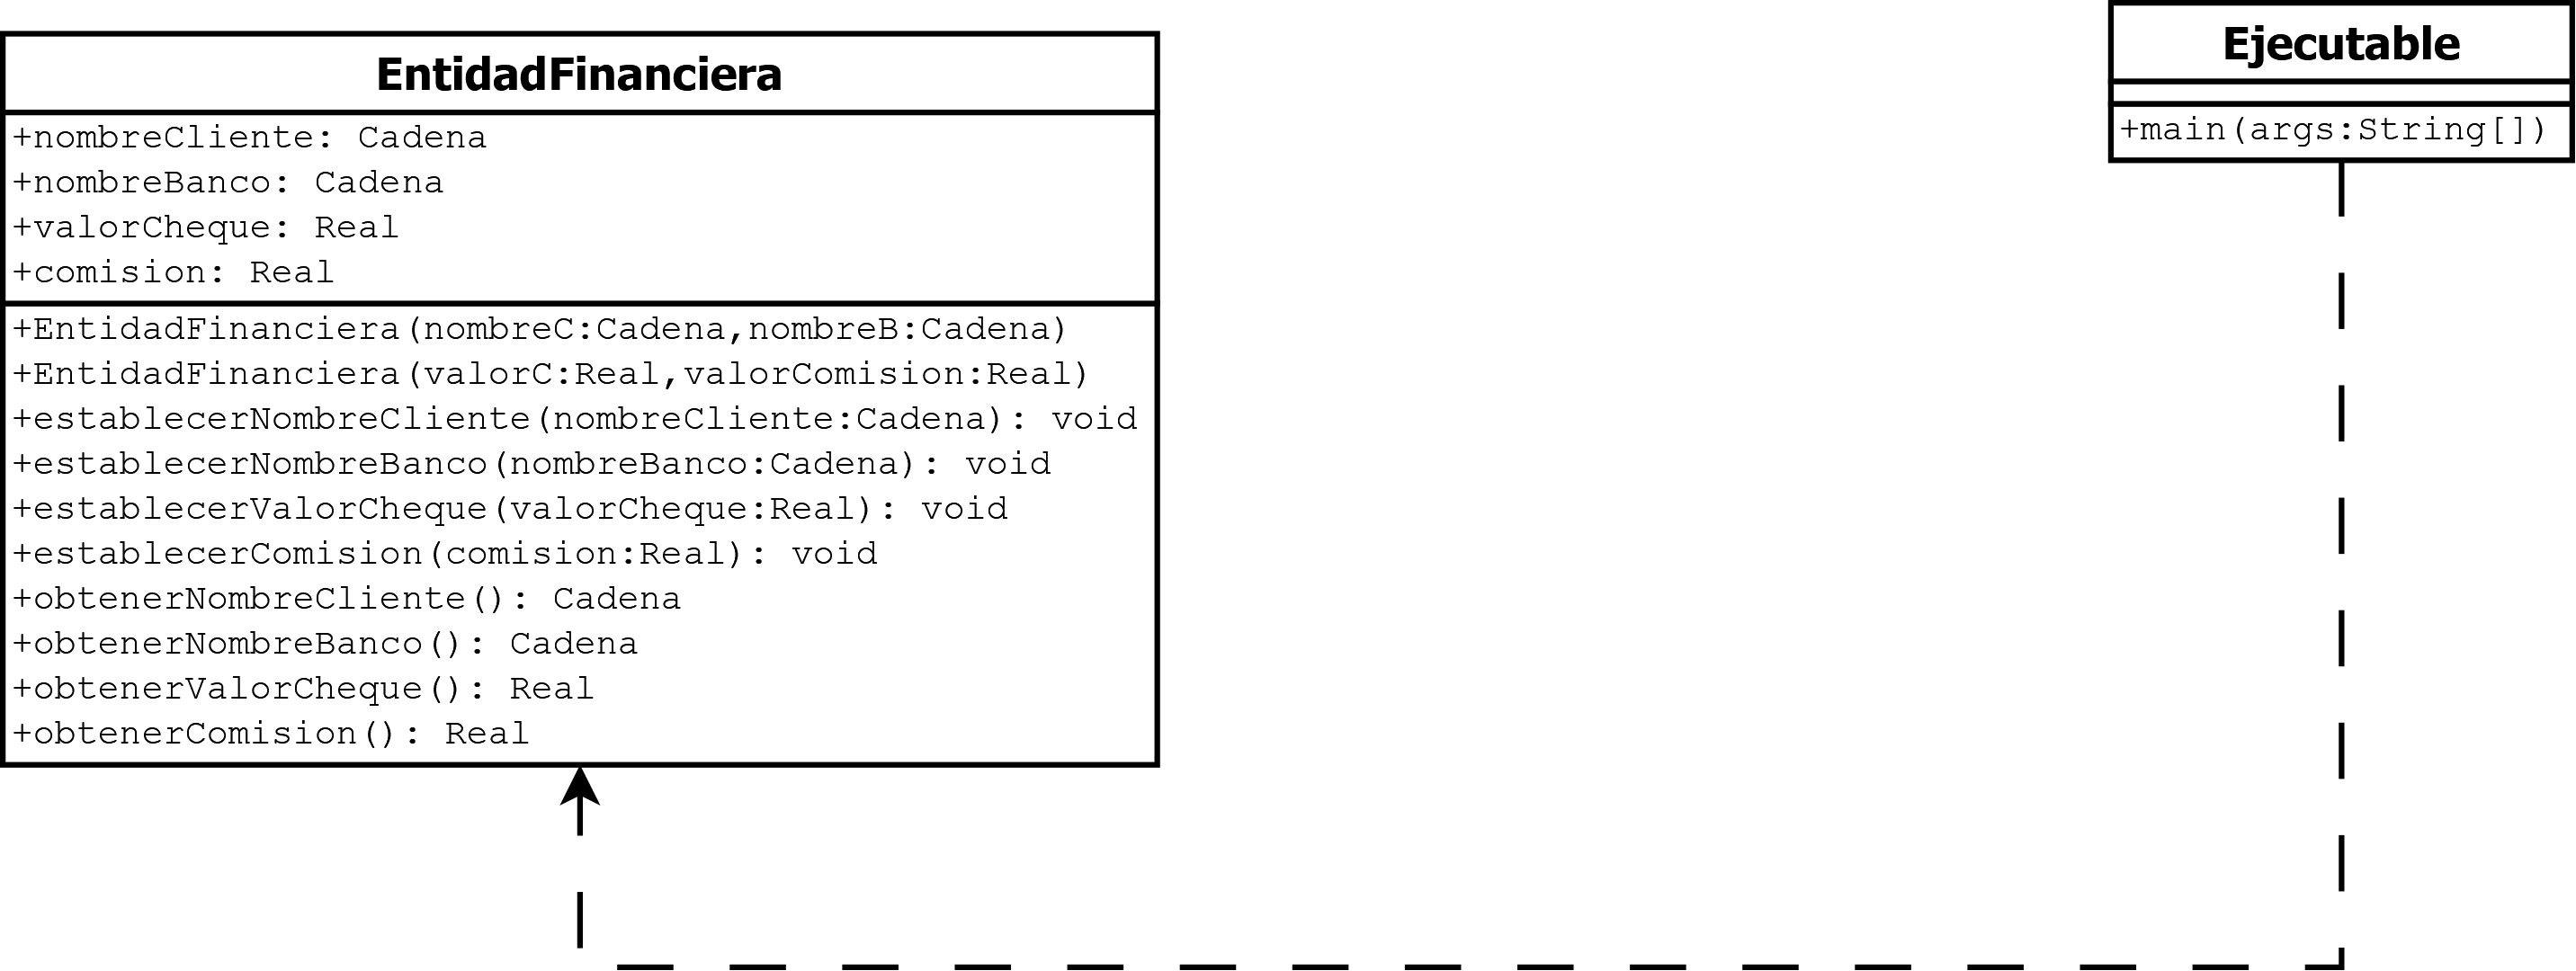 EntidadFinanciera
+nombreCliente: Cadena
+nombreBanco: Cadena
+valorCheque: Real
+comision: Real
+EntidadFinanciera(nombreC:Cadena,nombreB:Cadena)
+EntidadFinanciera(valorC:Real,valorComision:Real)
+establecerNombreCliente(nombreCliente:Cadena): void
+establecerNombreBanco(nombreBanco:Cadena): void
+establecerValorCheque(valorCheque:Real): void
+establecerComision(comision:Real): void
+obtenerNombreCliente(): Cadena
+obtenerNombreBanco(): Cadena
+obtenerValorCheque(): Real
+obtenerComision(): Real
Ejecutable
+main(args:String[])